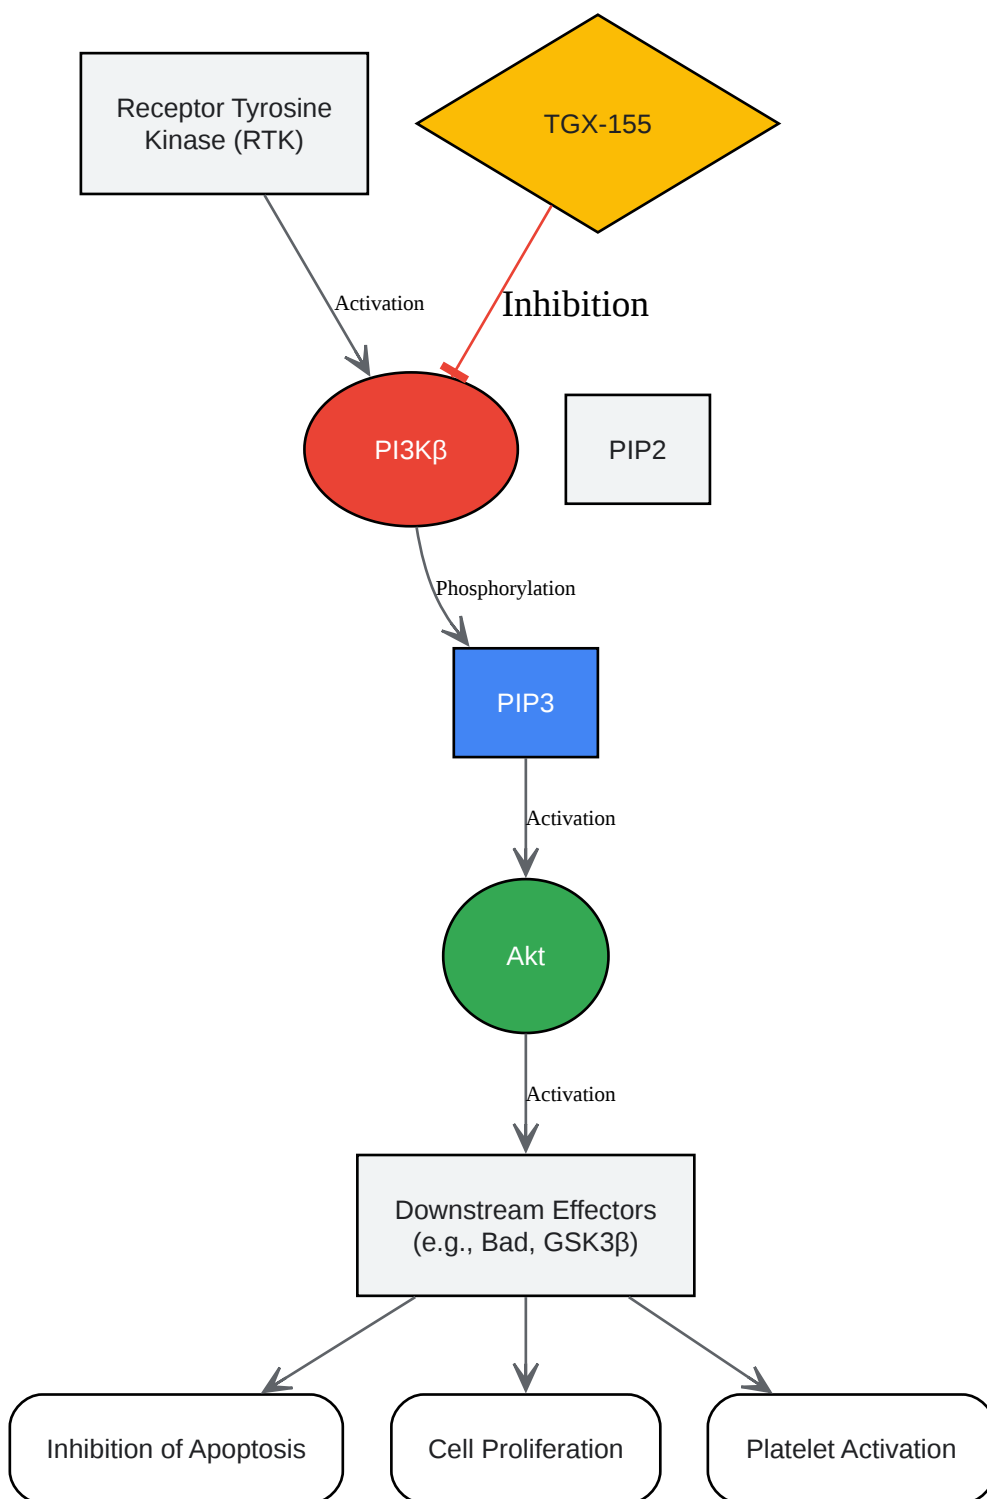 Receptor Tyrosine
Kinase (RTK)
TGX-155
Activation
Inhibition
PI3Kβ
PIP2
Phosphorylation
PIP3
Activation
Akt
Activation
Downstream Effectors
(e.g., Bad, GSK3β)
Inhibition of Apoptosis
Cell Proliferation
Platelet Activation